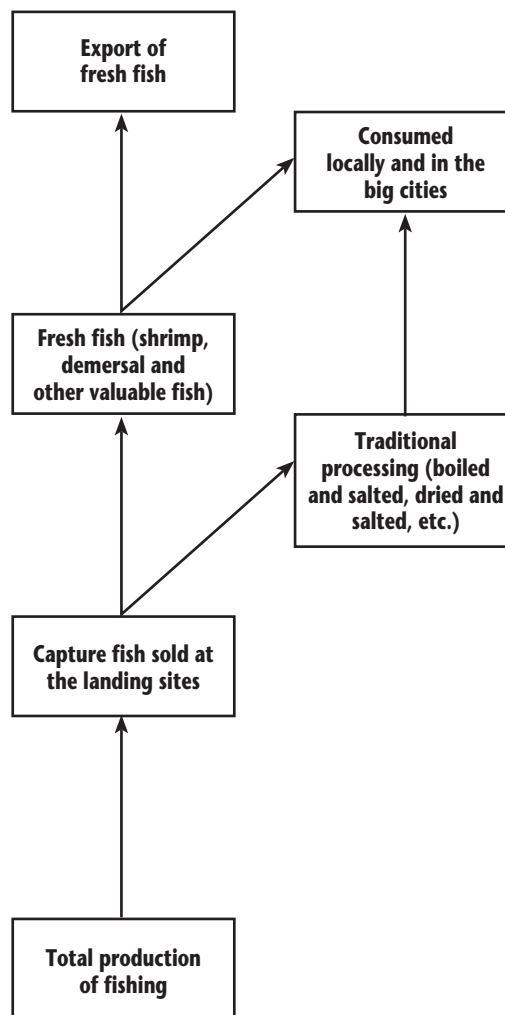 Export of
fresh fish
Consumed
locally and in the
big cities
Fresh fish (shrimp,
demersal and
other valuable fish)
Traditional
processing (boiled
and salted, dried and
salted, etc.)
Capture fish sold at
the landing sites
Total production
of fishing